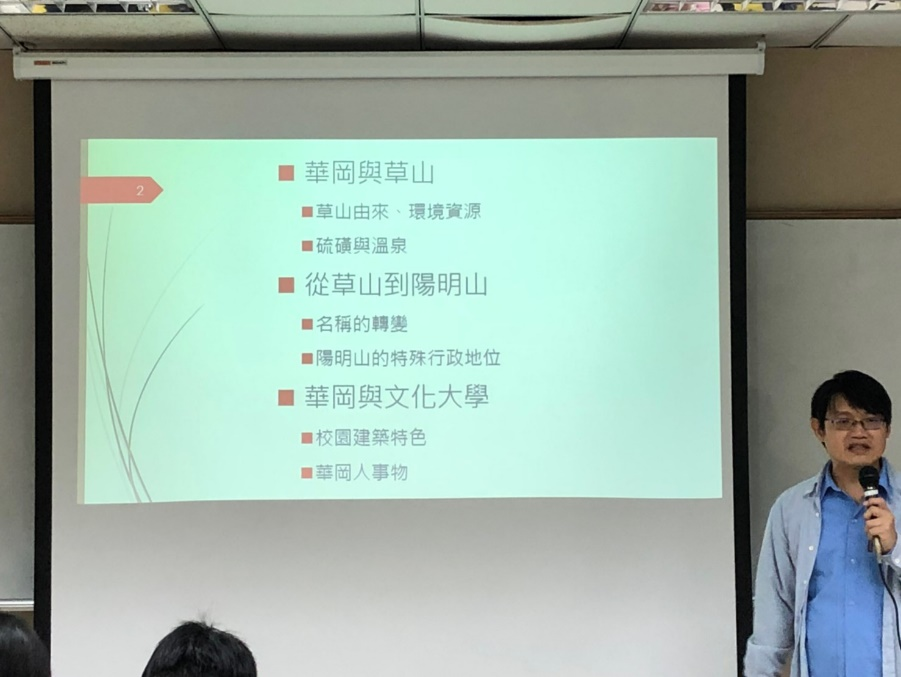 2
華岡與草山
草山由來、環境資源
硫磺與溫泉
從草山到陽明山
名稱的轉變
陽明山的特殊行政地位
華岡與文化大學
校園建築特色
華岡人事物